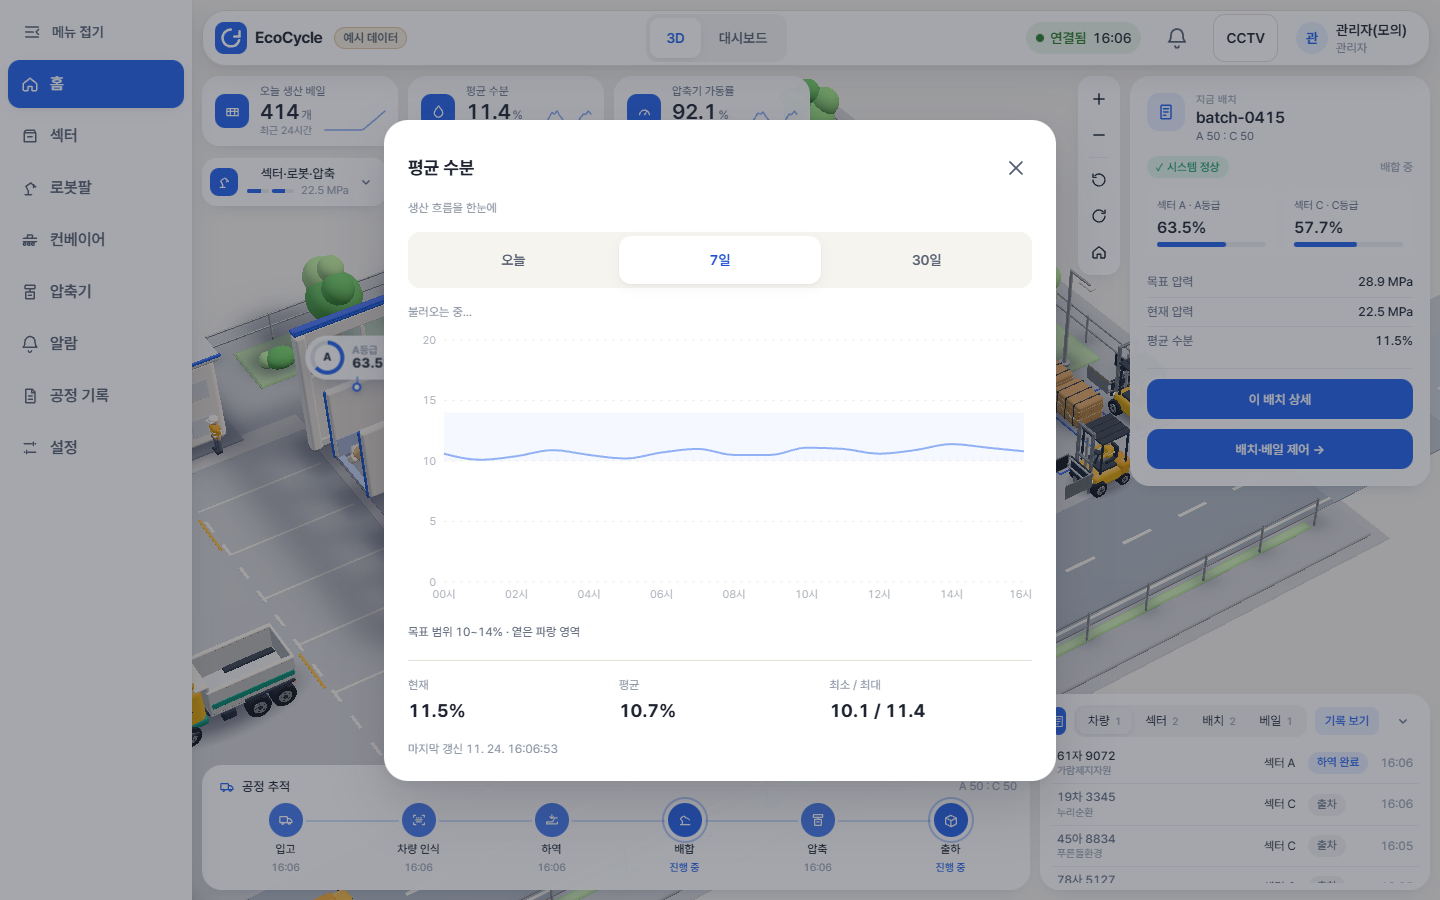 메뉴 접기
홈
섹터
로봇팔
컨베이어
압축기
알람
공정 기록
설정
EcoCycle
예시 데이터
3D
대시보드
연결됨 16:06
CCTV
관
관리자(모의)
관리자
오늘 생산 베일
414개
최근 24시간
평균 수분
11.4%
압축기 가동률
92.1%
섹터·로봇·압축
22.5 MPa
A
A등급
63.5
평균 수분
생산 흐름을 한눈에
오늘
7일
30일
불러오는 중...
20
15
10
5
0
00시
02시
04시
06시
08시
10시
12시
14시
16시
목표 범위 10~14% · 옅은 파랑 영역
현재
11.5%
평균
10.7%
최소 / 최대
10.1 / 11.4
마지막 갱신 11. 24. 16:06:53
지금 배치
batch-0415
A 50 : C 50
✓ 시스템 정상
배합 중
섹터 A · A등급
63.5%
섹터 C · C등급
57.7%
목표 압력
28.9 MPa
현재 압력
22.5 MPa
평균 수분
11.5%
이 배치 상세
배치·베일 제어 →
공정 추적
A 50 : C 50
입고
16:06
차량 인식
16:06
하역
16:06
배합
진행 중
압축
16:06
출하
진행 중
차량 1
섹터 2
배치 2
베일 1
기록 보기
61자 9072
가람제지자원
섹터 A
하역 완료
16:06
19차 3345
누리순환
섹터 C
출차
16:06
45아 8834
푸른들환경
섹터 C
출차
16:05
78사 5127